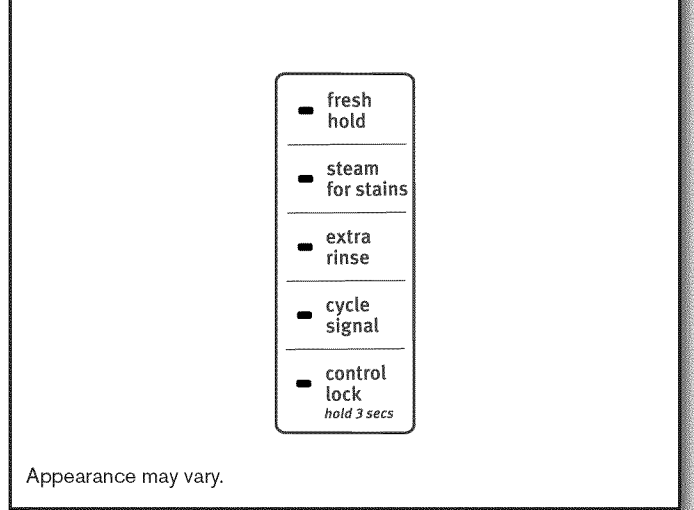 fresh
hold
steam
for stains
extra
rinse
cycle
signal
control
lock
hold 3 secs
Appearance may vary.